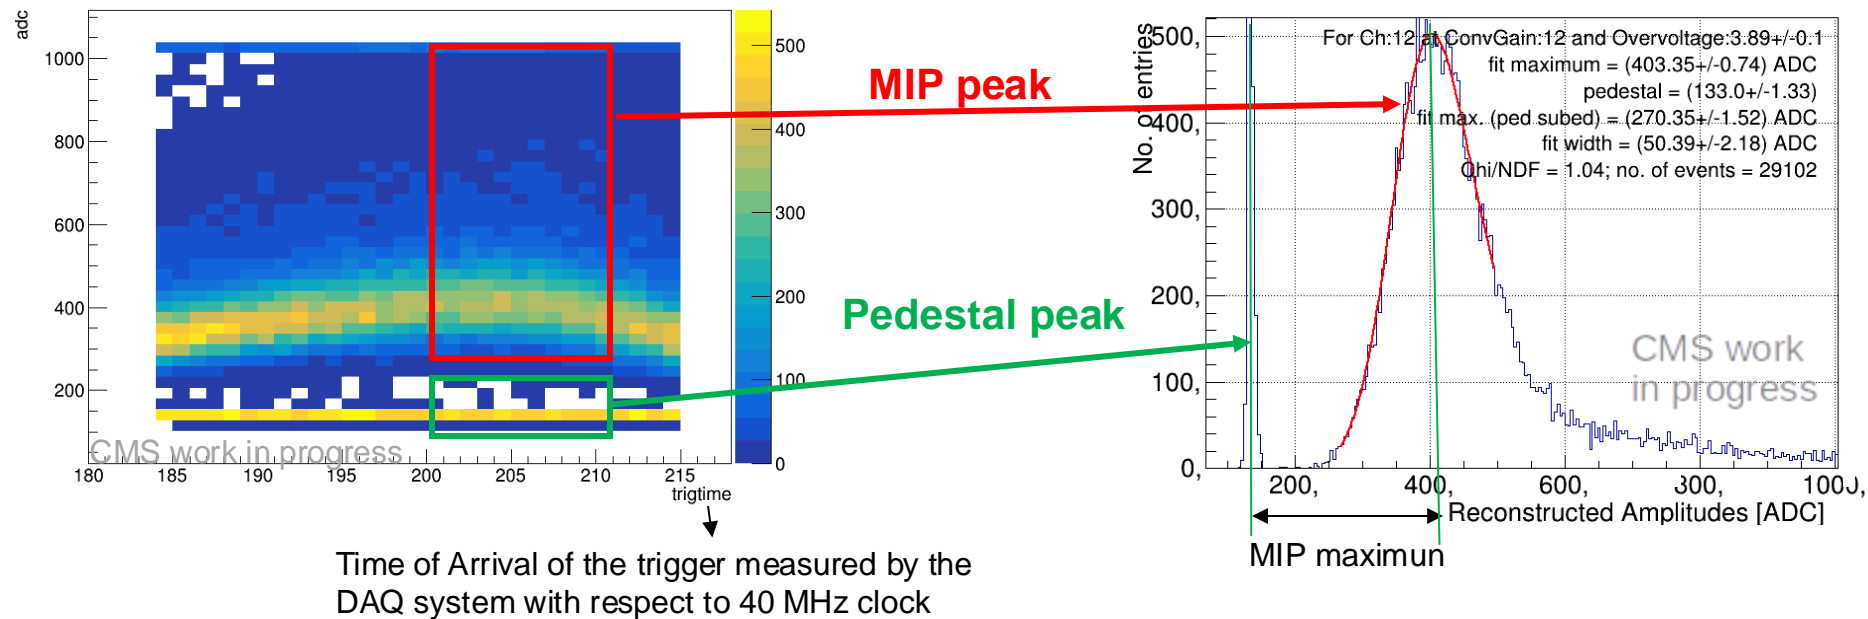 adc
1000
800
600
400
200
180
185
190
195
200
205
210
215
trigtime
500
400
300
200
100
0
CMS work in progress
MIP peak
Pedestal peak
Time of Arrival of the trigger measured by the
DAQ system with respect to 40 MHz clock
No. of entries
500,
400,
300,
200,
100,
0,
For Ch:12 at ConvGain:12 and Overvoltage:3.89+/-0.1
fit maximum = (403.35+/-0.74) ADC
pedestal = (133.0+/-1.33)
fit max. (ped subed) = (270.35+/-1.52) ADC
fit width = (50.39+/-2.18) ADC
Chi/NDF = 1.04; no. of events = 29102
CMS work
in progress
200,
400,
600,
800,
1000,
Reconstructed Amplitudes [ADC]
MIP maximun